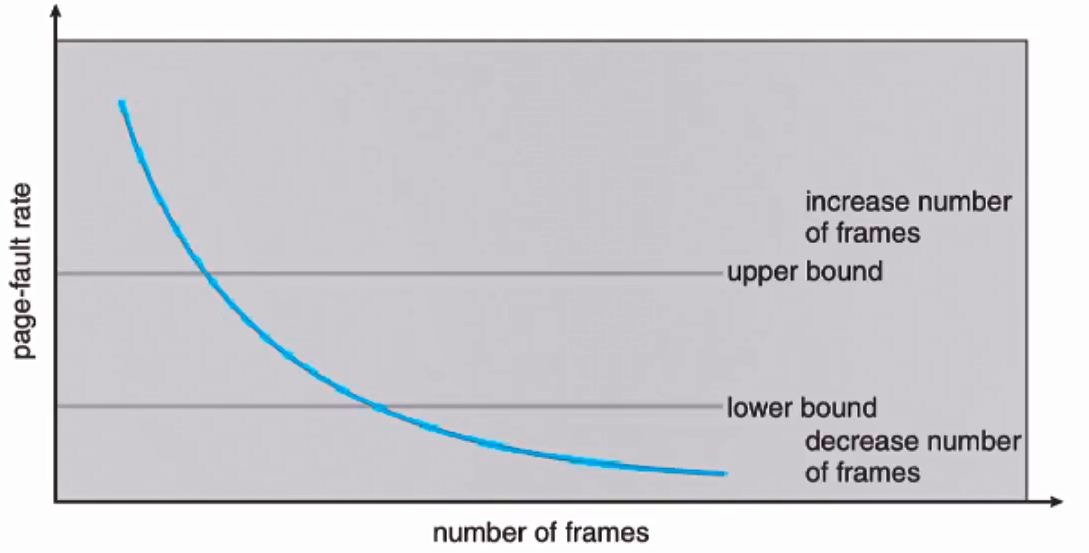 page-fault rate
increase number
of frames
upper bound
lower bound
decrease number
of frames
number of frames